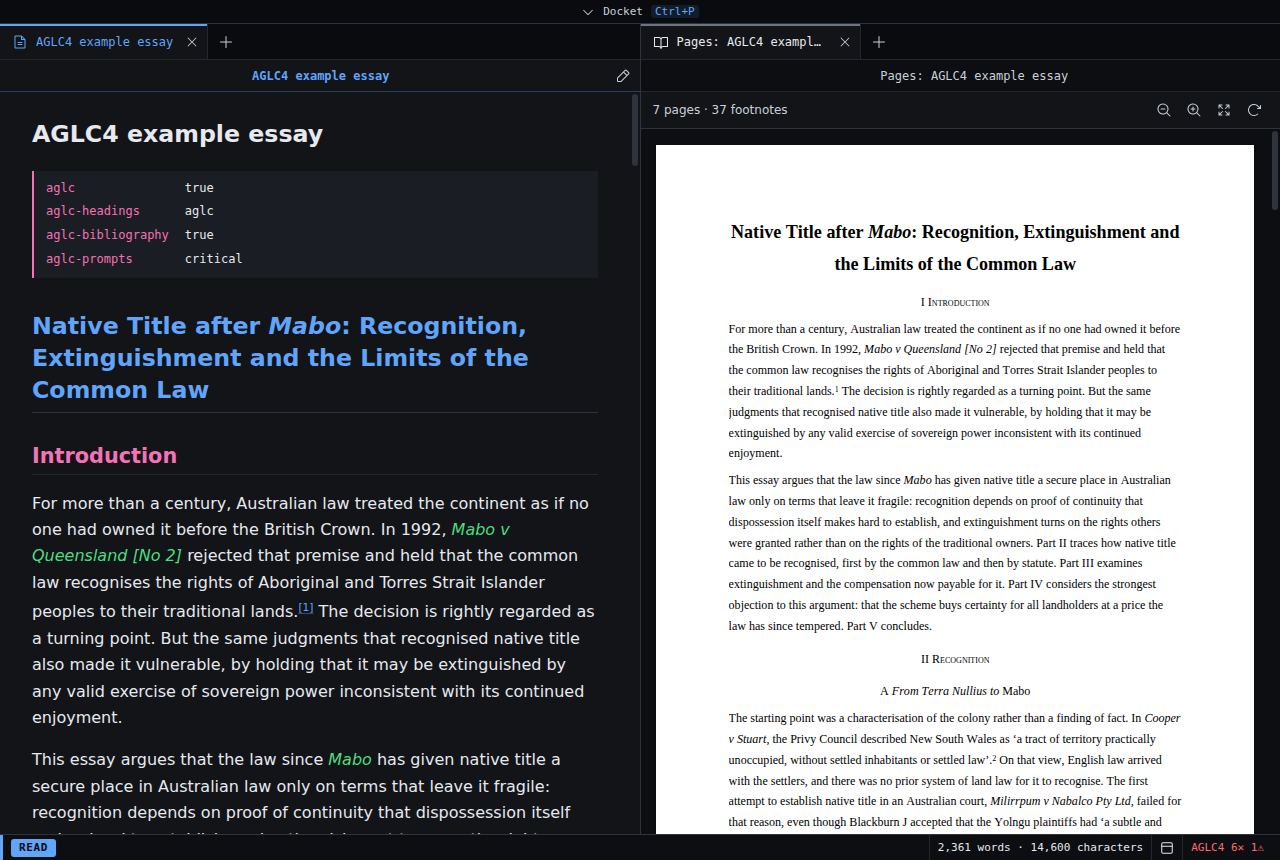 Docket Ctrl+P
AGLC4 example essay
Pages: AGLC4 exampl…
AGLC4 example essay
Pages: AGLC4 example essay
7 pages · 37 footnotes
AGLC4 example essay
aglc true
aglc-headings aglc
aglc-bibliography true
aglc-prompts critical
Native Title after Mabo: Recognition,
Extinguishment and the Limits of the
Common Law
Introduction
For more than a century, Australian law treated the continent as if no
one had owned it before the British Crown. In 1992, Mabo v
Queensland [No 2] rejected that premise and held that the common
law recognises the rights of Aboriginal and Torres Strait Islander
peoples to their traditional lands.[1] The decision is rightly regarded as
a turning point. But the same judgments that recognised native title
also made it vulnerable, by holding that it may be extinguished by
any valid exercise of sovereign power inconsistent with its continued
enjoyment.
This essay argues that the law since Mabo has given native title a
secure place in Australian law only on terms that leave it fragile:
recognition depends on proof of continuity that dispossession itself
Native Title after Mabo: Recognition, Extinguishment and
the Limits of the Common Law
I Introduction
For more than a century, Australian law treated the continent as if no one had owned it before
the British Crown. In 1992, Mabo v Queensland [No 2] rejected that premise and held that
the common law recognises the rights of Aboriginal and Torres Strait Islander peoples to
their traditional lands.1 The decision is rightly regarded as a turning point. But the same
judgments that recognised native title also made it vulnerable, by holding that it may be
extinguished by any valid exercise of sovereign power inconsistent with its continued
enjoyment.
This essay argues that the law since Mabo has given native title a secure place in Australian
law only on terms that leave it fragile: recognition depends on proof of continuity that
dispossession itself makes hard to establish, and extinguishment turns on the rights others
were granted rather than on the rights of the traditional owners. Part II traces how native title
came to be recognised, first by the common law and then by statute. Part III examines
extinguishment and the compensation now payable for it. Part IV considers the strongest
objection to this argument: that the scheme buys certainty for all landholders at a price the
law has since tempered. Part V concludes.
II Recognition
A From Terra Nullius to Mabo
The starting point was a characterisation of the colony rather than a finding of fact. In Cooper
v Stuart, the Privy Council described New South Wales as ‘a tract of territory practically
unoccupied, without settled inhabitants or settled law’.2 On that view, English law arrived
with the settlers, and there was no prior system of land law for it to recognise. The first
attempt to establish native title in an Australian court, Milirrpum v Nabalco Pty Ltd, failed for
that reason, even though Blackburn J accepted that the Yolngu plaintiffs had ‘a subtle and
READ
2,361 words · 14,600 characters
AGLC4 6× 1⚠